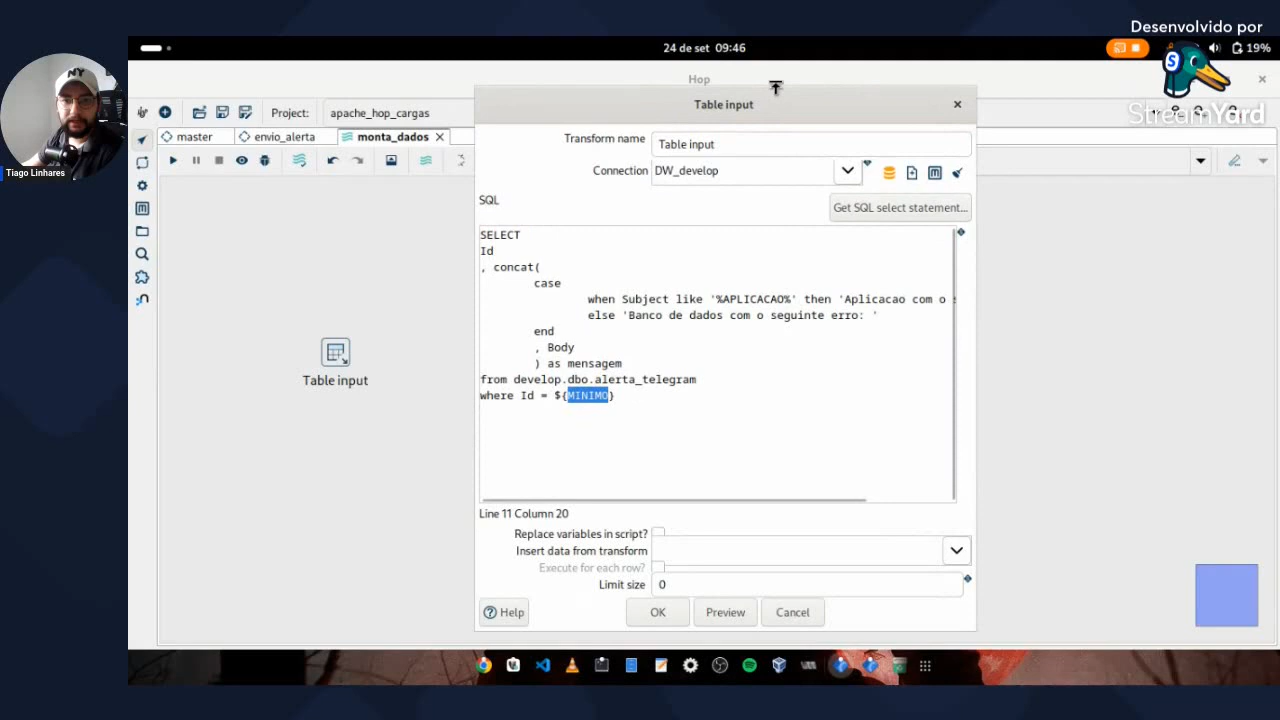 Desenvolvido por
StreamYard
24 de set 09:46
19%
NY
Tiago Linhares
Hop
Project:
apache_hop_cargas
master
envio_alerta
monta_dados
Table input
Table input
Transform name
Table input
Connection
DW_develop
SQL
Get SQL select statement...
SELECT
Id
, concat(
case
when Subject like '%APLICACAO%' then 'Aplicacao com o
else 'Banco de dados com o seguinte erro: '
end
, Body
) as mensagem
from develop.dbo.alerta_telegram
where Id = ${MINIMO}
Line 11 Column 20
Replace variables in script?
Insert data from transform
Execute for each row?
Limit size
0
Help
OK
Preview
Cancel